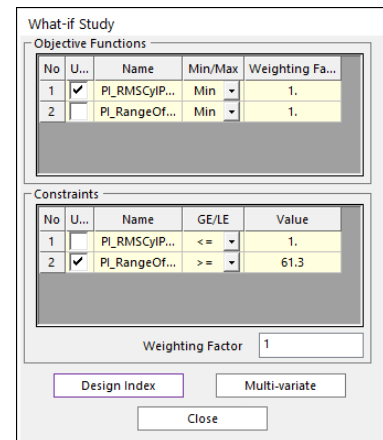 What-if Study
Objective Functions
No U... Name Min/Max Weighting Fa...
1 PI_RMSCylP... Min 1.
2 PI_RangeOf... Min 1.
Constraints
No U... Name GE/LE Value
1 PI_RMSCylP... <= 1.
2 PI_RangeOf... >= 61.3
Weighting Factor 1
Design Index Multi-variate
Close